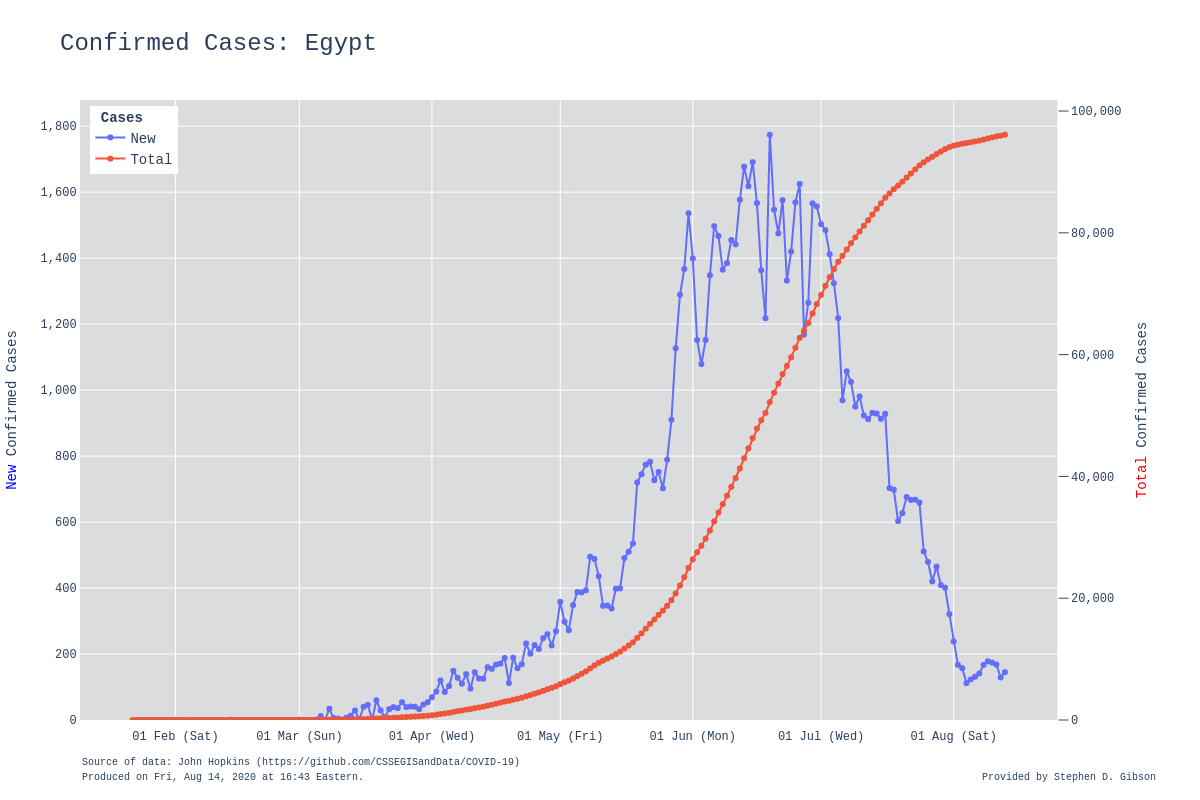 Confirmed Cases: Egypt
Cases
New
Total
1,800
1,600
1,400
1,200
1,000
800
600
400
200
0
100,000
80,000
60,000
40,000
20,000
0
New Confirmed Cases
Total Confirmed Cases
01 Feb (Sat)
01 Mar (Sun)
01 Apr (Wed)
01 May (Fri)
01 Jun (Mon)
01 Jul (Wed)
01 Aug (Sat)
Source of data: John Hopkins (https://github.com/CSSEGISandData/COVID-19)
Produced on Fri, Aug 14, 2020 at 16:43 Eastern.
Provided by Stephen D. Gibson